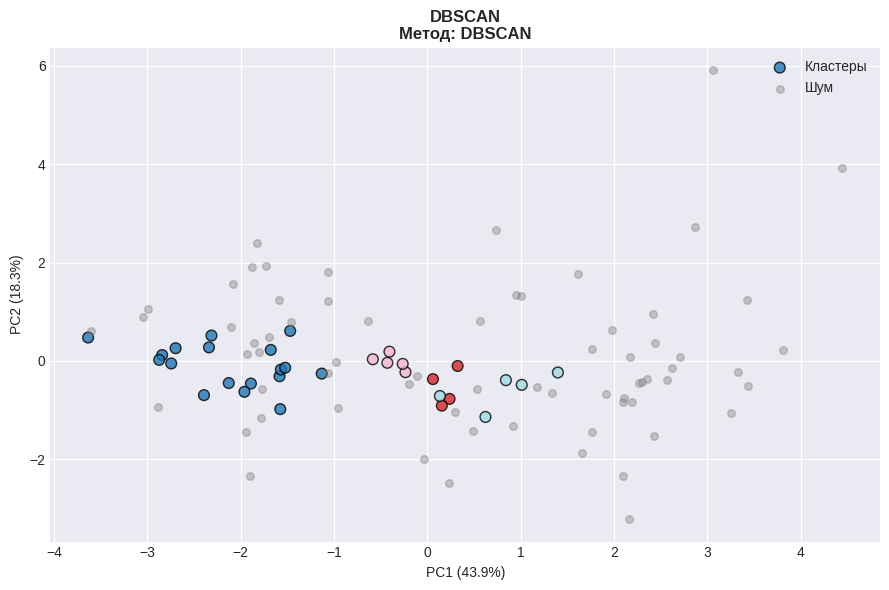 DBSCAN
Метод: DBSCAN
Кластеры
Шум
6
4
2
0
−2
PC2 (18.3%)
−4 −3 −2 −1 0 1 2 3 4
PC1 (43.9%)